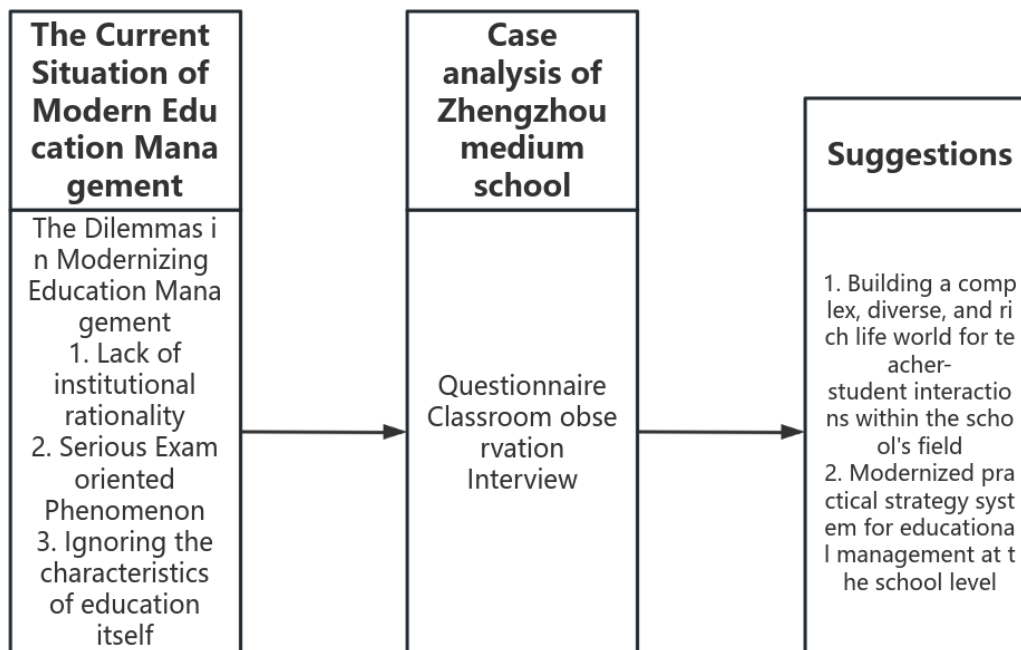 The Current
Situation of
Modern Edu
cation Mana
gement
The Dilemmas i
n Modernizing
Education Mana
gement
1. Lack of
institutional
rationality
2. Serious Exam
oriented
Phenomenon
3. Ignoring the
characteristics
of education
itself
Case
analysis of
Zhengzhou
medium
school
Questionnaire
Classroom obse
rvation
Interview
Suggestions
1. Building a comp
lex, diverse, and ri
ch life world for te
acher-
student interactio
ns within the scho
ol's field
2. Modernized pra
ctical strategy syst
em for educationa
l management at t
he school level